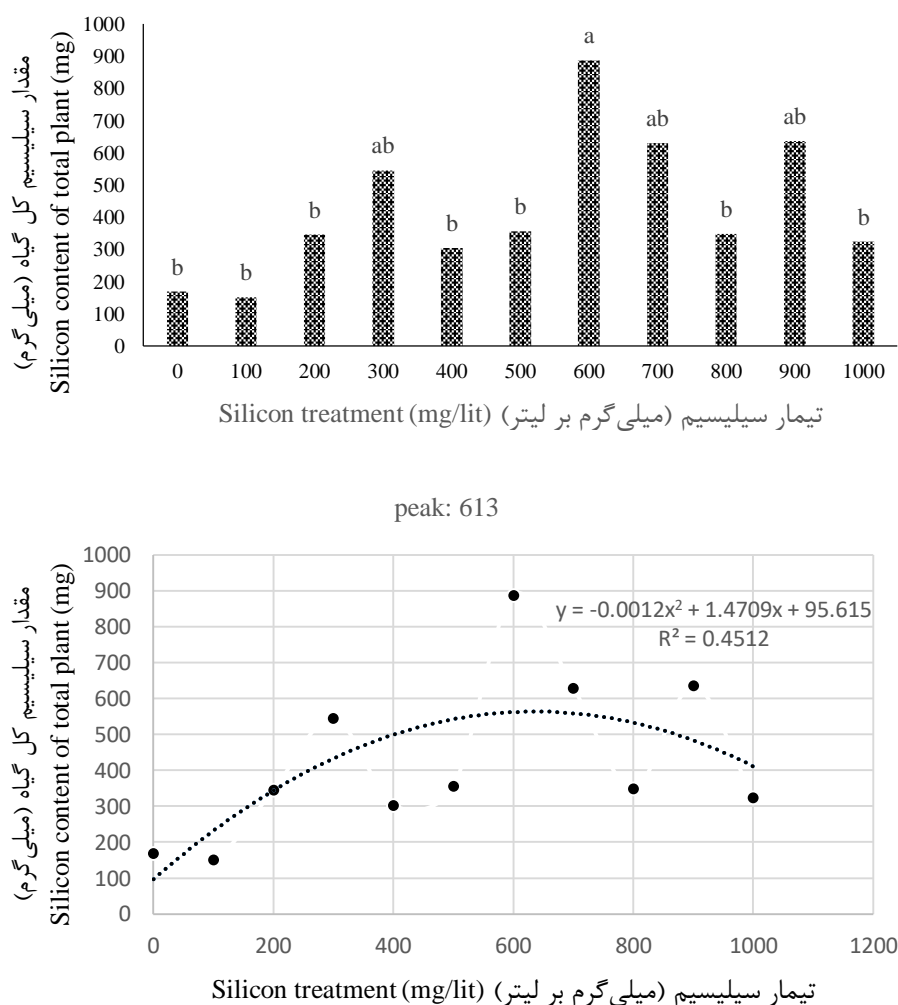 مقدار سیلیسیم کل گیاه (میلی‌گرم)
Silicon content of total plant (mg)
1000
900
800
700
600
500
400
300
200
100
0
b
b
b
ab
b
b
a
ab
b
ab
b
0 100 200 300 400 500 600 700 800 900 1000
Silicon treatment (mg/lit) تیمار سیلیسیم (میلی‌گرم بر لیتر)
peak: 613
مقدار سیلیسیم کل گیاه (میلی‌گرم)
Silicon content of total plant (mg)
1000
900
800
700
600
500
400
300
200
100
0
y = -0.0012x² + 1.4709x + 95.615
R² = 0.4512
0 200 400 600 800 1000 1200
Silicon treatment (mg/lit) تیمار سیلیسیم (میلی‌گرم بر لیتر)